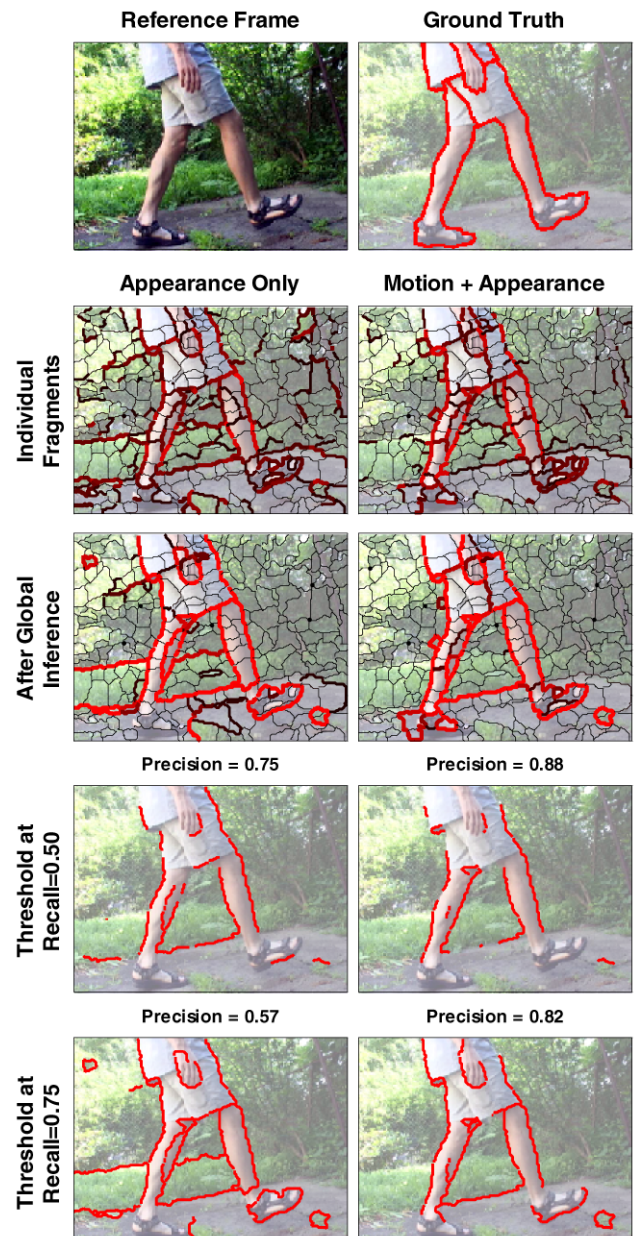 Reference Frame
Ground Truth
Appearance Only
Motion + Appearance
Individual
Fragments
After Global
Inference
Precision = 0.75
Precision = 0.88
Threshold at
Recall=0.50
Precision = 0.57
Precision = 0.82
Threshold at
Recall=0.75